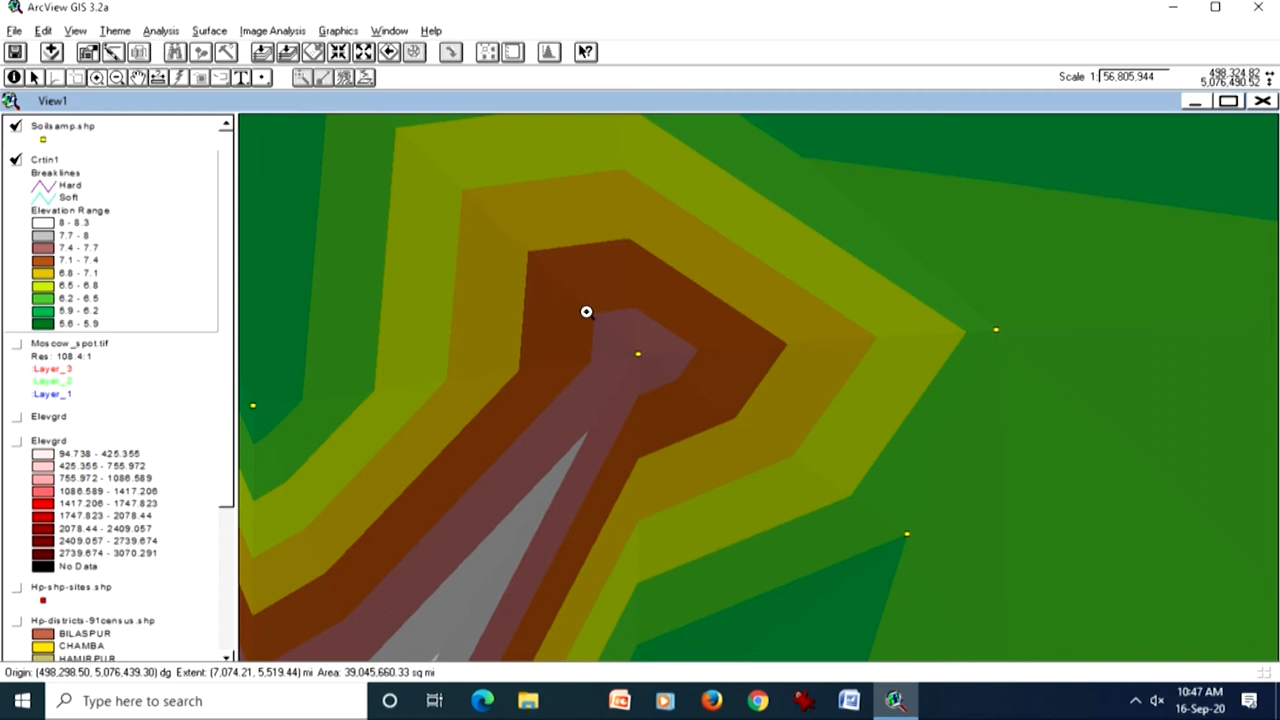 ArcView GIS 3.2a
File Edit View Theme Analysis Surface Image Analysis Graphics Window Help
Scale 1: 56,805,944
498,324.82
5,076,490.52
View1
Soilsamp.shp
Crtin1
Breaklines
Hard
Soft
Elevation Range
8 - 8.3
7.7 - 8
7.4 - 7.7
7.1 - 7.4
6.8 - 7.1
6.5 - 6.8
6.2 - 6.5
5.9 - 6.2
5.6 - 5.9
Moscow_spot.tif
Res: 108.4:1
:Layer_3
:Layer_2
:Layer_1
Elevgrd
Elevgrd
94.738 - 425.355
425.355 - 755.972
755.972 - 1086.589
1086.589 - 1417.206
1417.206 - 1747.823
1747.823 - 2078.44
2078.44 - 2409.057
2409.057 - 2739.674
2739.674 - 3070.291
No Data
Hp-shp-sites.shp
Hp-districts-91census.shp
BILASPUR
CHAMBA
HAMIRPUR
Origin: (498,298.50, 5,076,439.30) dg Extent: (7,074.21, 5,519.44) mi Area: 39,045,660.33 sq mi
Type here to search
10:47 AM
16-Sep-20